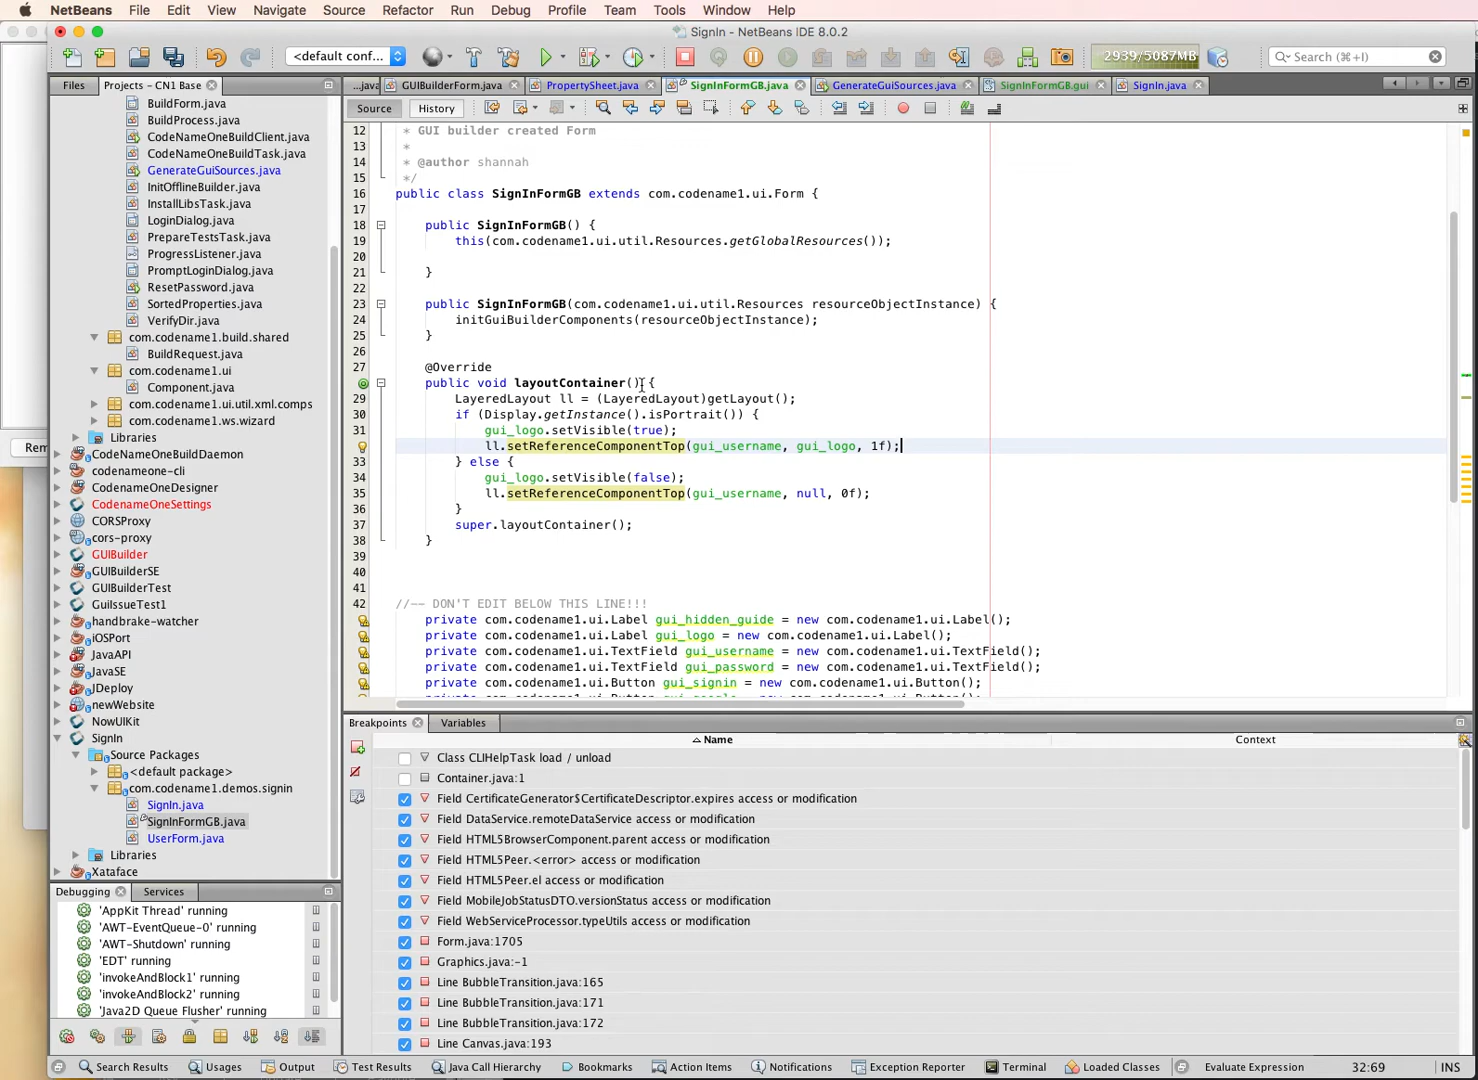 NetBeans File Edit View Navigate Source Refactor Run Debug Profile Team Tools Window Help
SignIn - NetBeans IDE 8.0.2
<default conf...
2939/5087MB
Search (⌘+I)
Files Projects - CN1 Base
...java GUIBuilderForm.java PropertySheet.java SignInFormGB.java GenerateGuiSources.java SignInFormGB.gui SignIn.java
Source History
BuildForm.java
BuildProcess.java
CodeNameOneBuildClient.java
CodeNameOneBuildTask.java
GenerateGuiSources.java
InitOfflineBuilder.java
InstallLibsTask.java
LoginDialog.java
PrepareTestsTask.java
ProgressListener.java
PromptLoginDialog.java
ResetPassword.java
SortedProperties.java
VerifyDir.java
com.codename1.build.shared
BuildRequest.java
com.codename1.ui
Component.java
com.codename1.ui.util.xml.comps
com.codename1.ws.wizard
Libraries
CodeNameOneBuildDaemon
codenameone-cli
CodenameOneDesigner
CodenameOneSettings
CORSProxy
cors-proxy
GUIBuilder
GUIBuilderSE
GUIBuilderTest
GuiIssueTest1
handbrake-watcher
iOSPort
JavaAPI
JavaSE
JDeploy
newWebsite
NowUIKit
SignIn
Source Packages
<default package>
com.codename1.demos.signin
SignIn.java
SignInFormGB.java
UserForm.java
Libraries
Xataface
Rem
12 * GUI builder created Form
13 *
14 * @author shannah
15 */
16 public class SignInFormGB extends com.codename1.ui.Form {
17
18 public SignInFormGB() {
19 this(com.codename1.ui.util.Resources.getGlobalResources());
20
21 }
22
23 public SignInFormGB(com.codename1.ui.util.Resources resourceObjectInstance) {
24 initGuiBuilderComponents(resourceObjectInstance);
25 }
26
27 @Override
public void layoutContainer() {
29 LayeredLayout ll = (LayeredLayout)getLayout();
30 if (Display.getInstance().isPortrait()) {
31 gui_logo.setVisible(true);
ll.setReferenceComponentTop(gui_username, gui_logo, 1f);
33 } else {
34 gui_logo.setVisible(false);
35 ll.setReferenceComponentTop(gui_username, null, 0f);
36 }
37 super.layoutContainer();
38 }
39
40
41
42 //-- DON'T EDIT BELOW THIS LINE!!!
private com.codename1.ui.Label gui_hidden_guide = new com.codename1.ui.Label();
private com.codename1.ui.Label gui_logo = new com.codename1.ui.Label();
private com.codename1.ui.TextField gui_username = new com.codename1.ui.TextField();
private com.codename1.ui.TextField gui_password = new com.codename1.ui.TextField();
private com.codename1.ui.Button gui_signin = new com.codename1.ui.Button();
Breakpoints Variables
Name Context
Class CLIHelpTask load / unload
Container.java:1
Field CertificateGenerator$CertificateDescriptor.expires access or modification
Field DataService.remoteDataService access or modification
Field HTML5BrowserComponent.parent access or modification
Field HTML5Peer.<error> access or modification
Field HTML5Peer.el access or modification
Field MobileJobStatusDTO.versionStatus access or modification
Field WebServiceProcessor.typeUtils access or modification
Form.java:1705
Graphics.java:-1
Line BubbleTransition.java:165
Line BubbleTransition.java:171
Line BubbleTransition.java:172
Line Canvas.java:193
Debugging Services
'AppKit Thread' running
'AWT-EventQueue-0' running
'AWT-Shutdown' running
'EDT' running
'invokeAndBlock1' running
'invokeAndBlock2' running
'Java2D Queue Flusher' running
Search Results Usages Output Test Results Java Call Hierarchy Bookmarks Action Items Notifications Exception Reporter Terminal Loaded Classes Evaluate Expression 32:69 INS